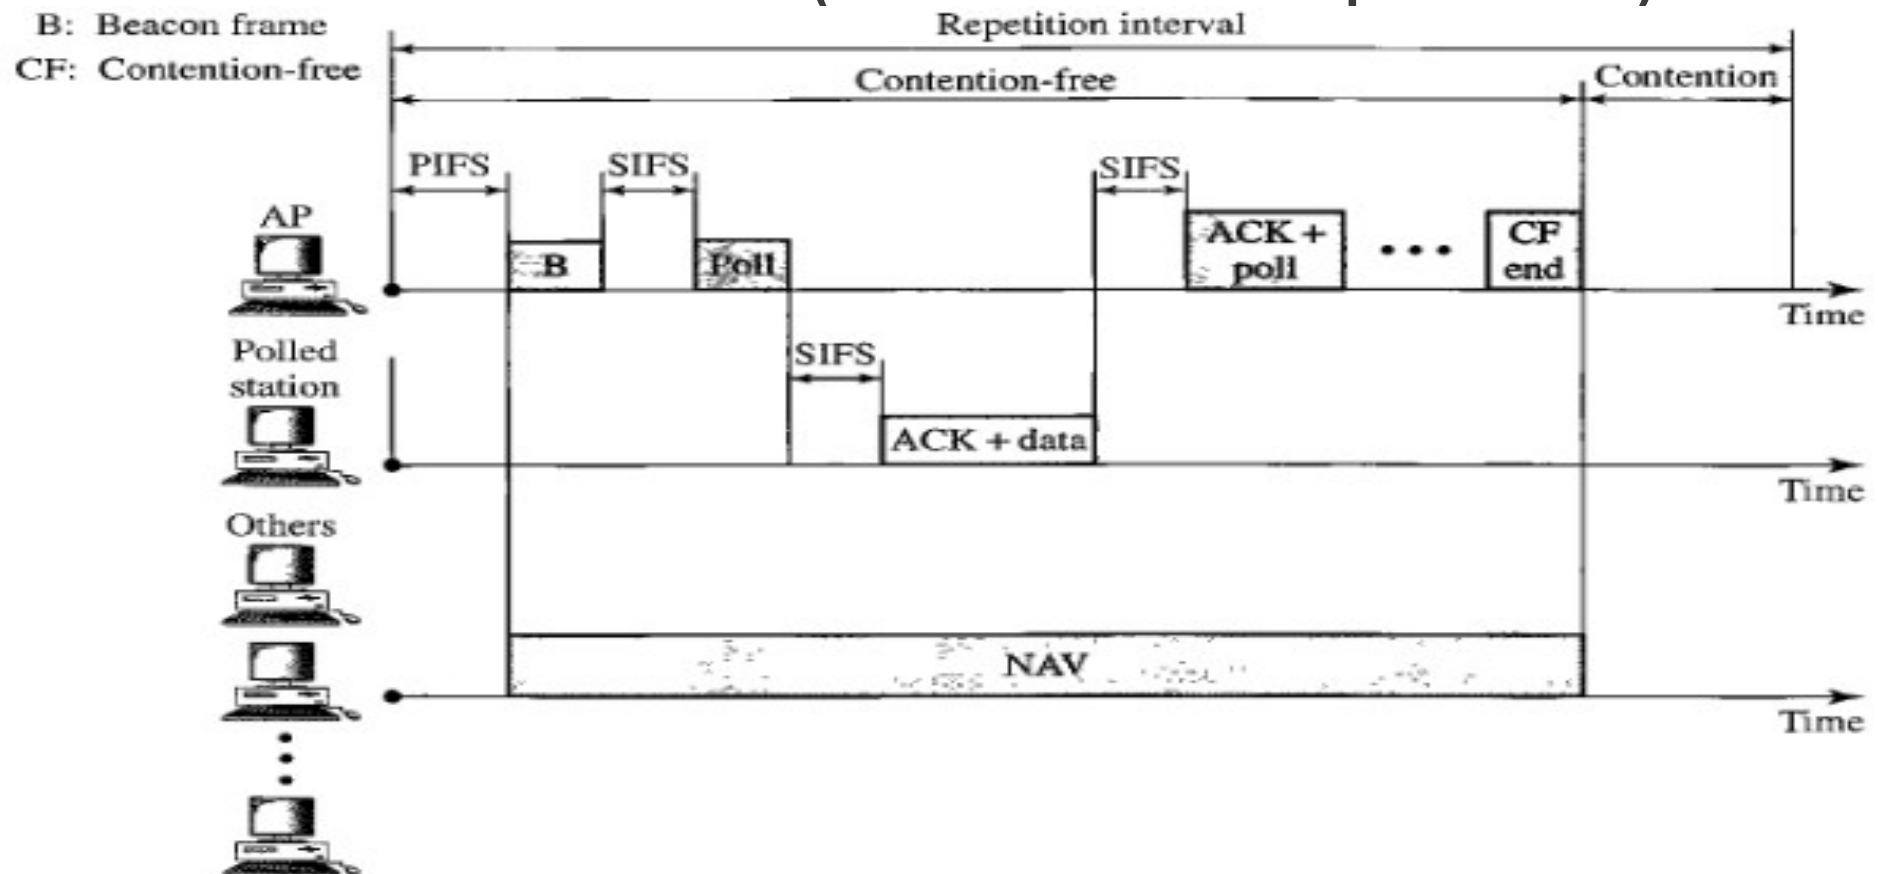 B: Beacon frame
CF: Contention-free
Repetition interval
Contention-free
Contention
PIFS
SIFS
SIFS
AP
B
Poll
ACK +
poll
• • •
CF
end
Time
Polled
station
SIFS
ACK + data
Time
Others
NAV
Time